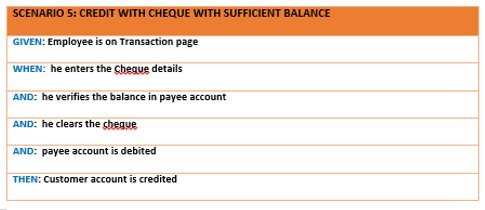 SCENARIO 5: CREDIT WITH CHEQUE WITH SUFFICIENT BALANCE
GIVEN: Employee is on Transaction page
WHEN: he enters the Cheque details
AND: he verifies the balance in payee account
AND: he clears the cheque
AND: payee account is debited
THEN: Customer account is credited